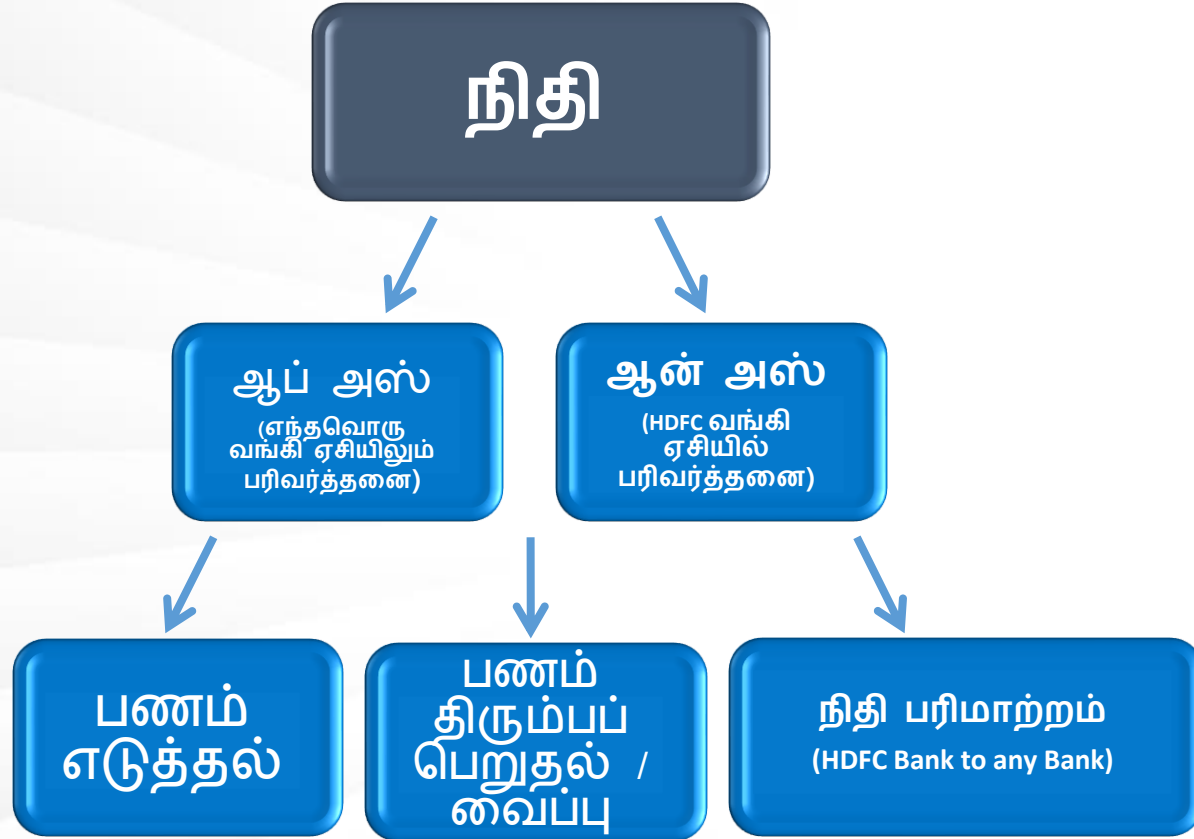 நிதி
ஆப் அஸ்
(எந்தவொரு
வங்கி ஏசியிலும்
பரிவர்த்தனை)
ஆன் அஸ்
(HDFC வங்கி
ஏசியில்
பரிவர்த்தனை)
பணம்
எடுத்தல்
பணம்
திரும்பப்
பெறுதல் /
வைப்பு
நிதி பரிமாற்றம்
(HDFC Bank to any Bank)